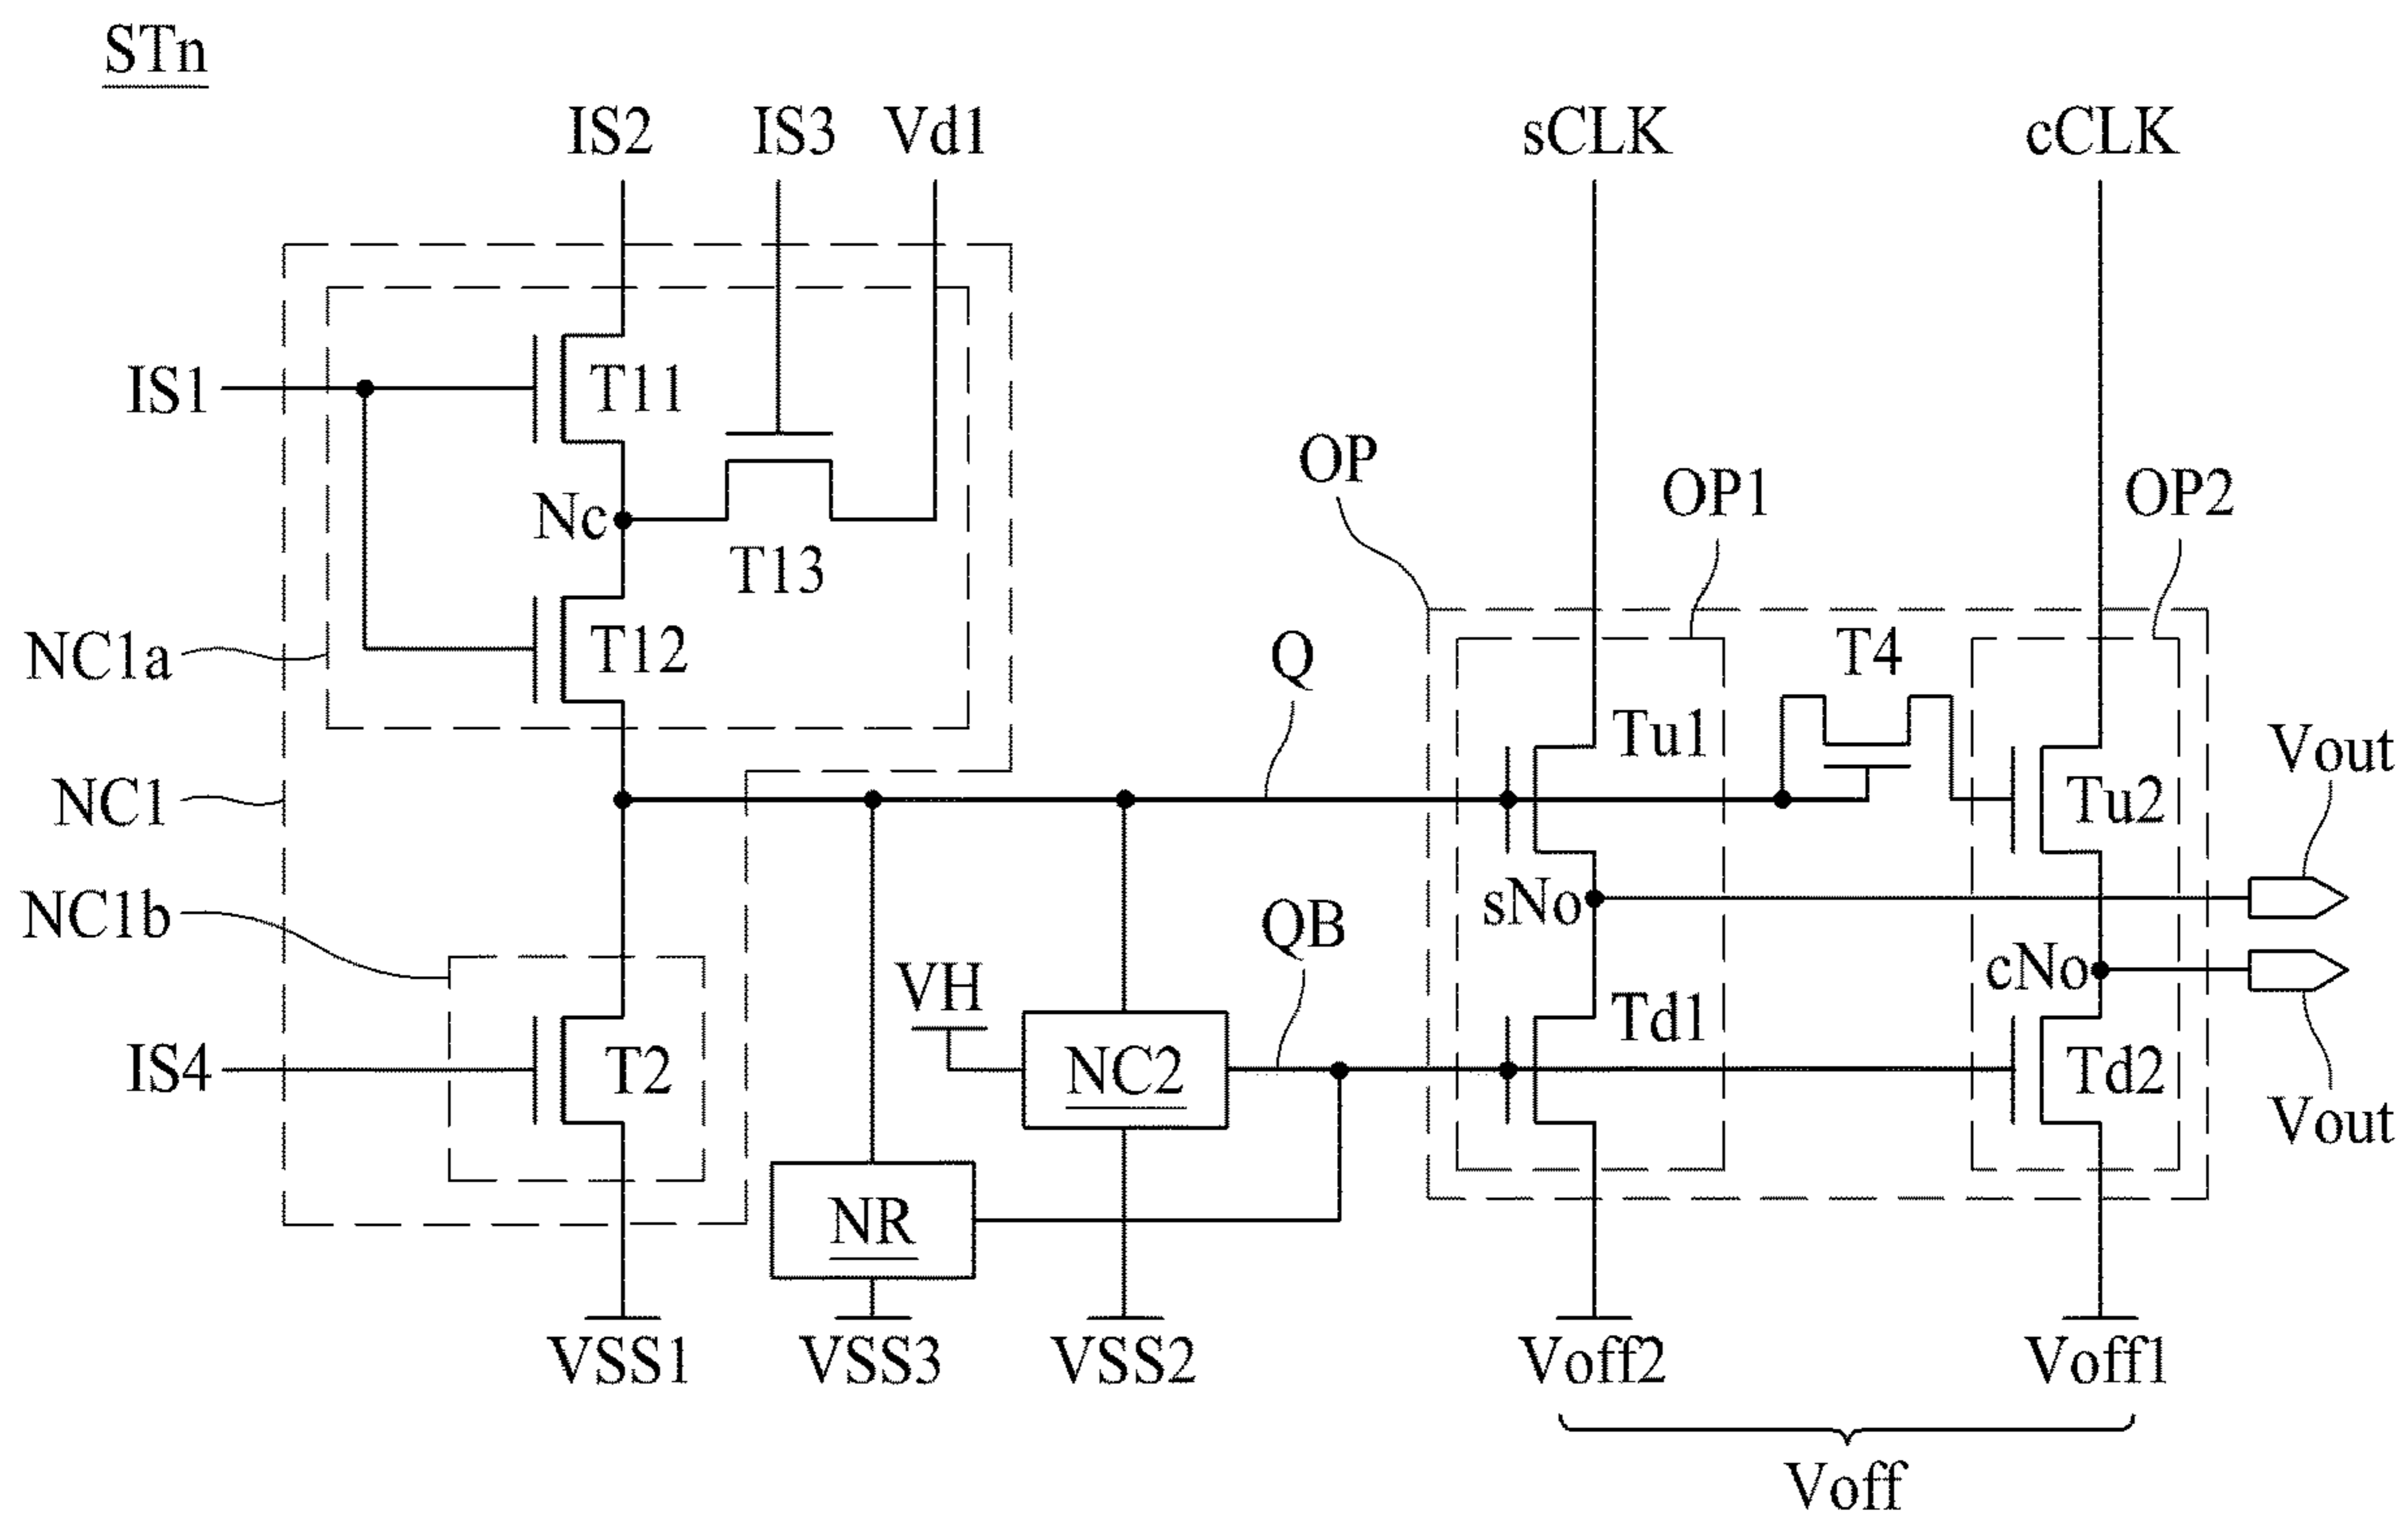 STn
IS2 IS3 Vd1 sCLK cCLK
IS1 T11
OP OP1 OP2
Nc
T13
NC1a T12 Q T4
Tu1 Vout
NC1 Tu2
NC1b sNo
QB
VH cNo
Td1
IS4 T2 NC2 Td2
Vout
NR
VSS1 VSS3 VSS2 Voff2 Voff1
Voff